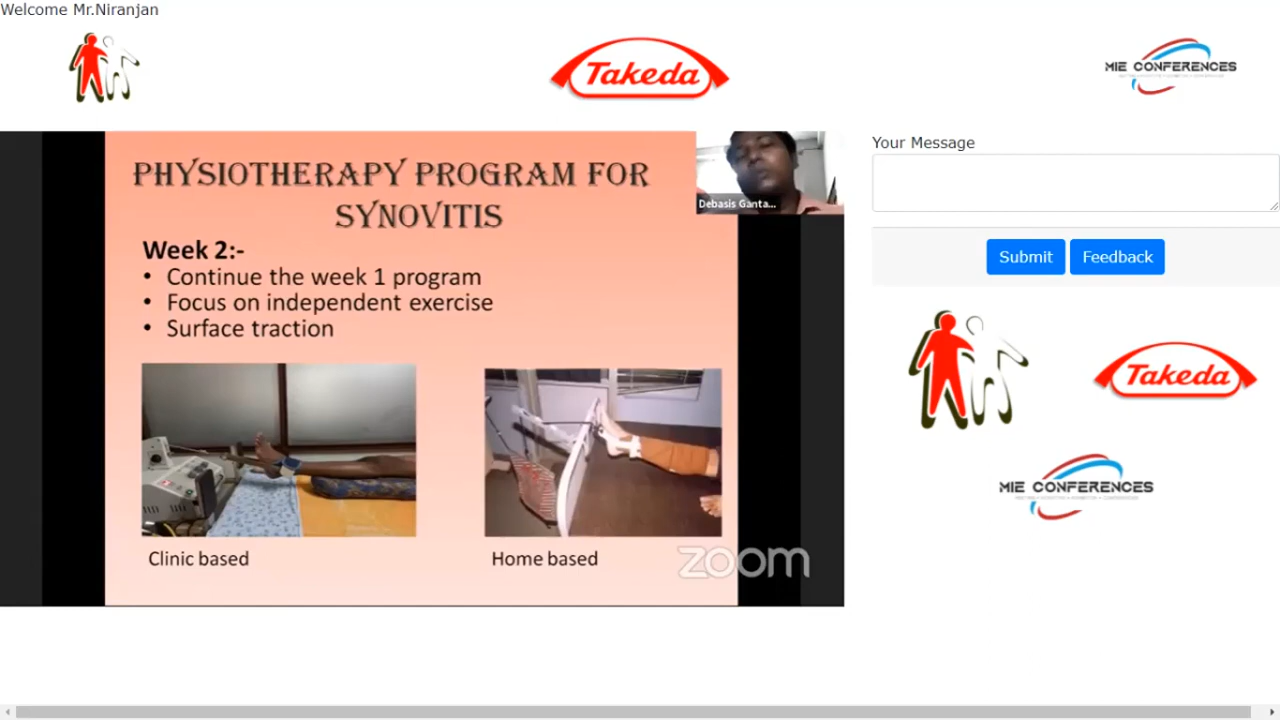 Welcome Mr.Niranjan
Takeda
MIE CONFERENCES
PHYSIOTHERAPY PROGRAM FOR
SYNOVITIS
Debasis Ganta...
Week 2:-
• Continue the week 1 program
• Focus on independent exercise
• Surface traction
Clinic based
Home based
zoom
Your Message
Submit
Feedback
Takeda
MIE CONFERENCES